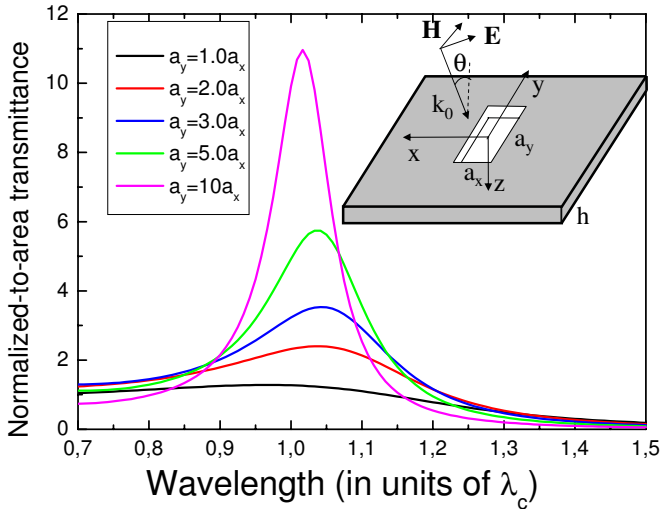 12
10
8
6
4
2
0
Normalized-to-area transmittance
a_y=1.0a_x
a_y=2.0a_x
a_y=3.0a_x
a_y=5.0a_x
a_y=10a_x
H
E
θ
k_0
y
x
a_y
a_x
z
h
0,7 0,8 0,9 1,0 1,1 1,2 1,3 1,4 1,5
Wavelength (in units of λ_c)